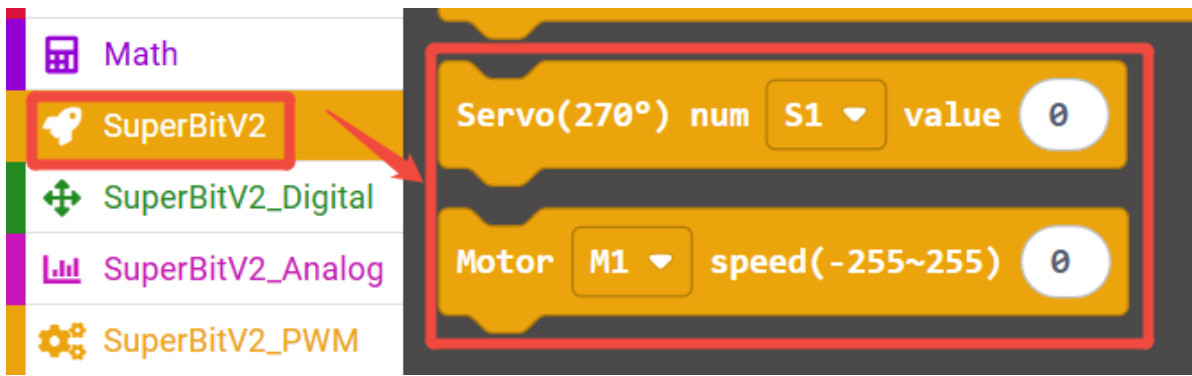 Math
SuperBitV2
SuperBitV2_Digital
SuperBitV2_Analog
SuperBitV2_PWM
Servo(270°) num S1 value 0
Motor M1 speed(-255~255) 0